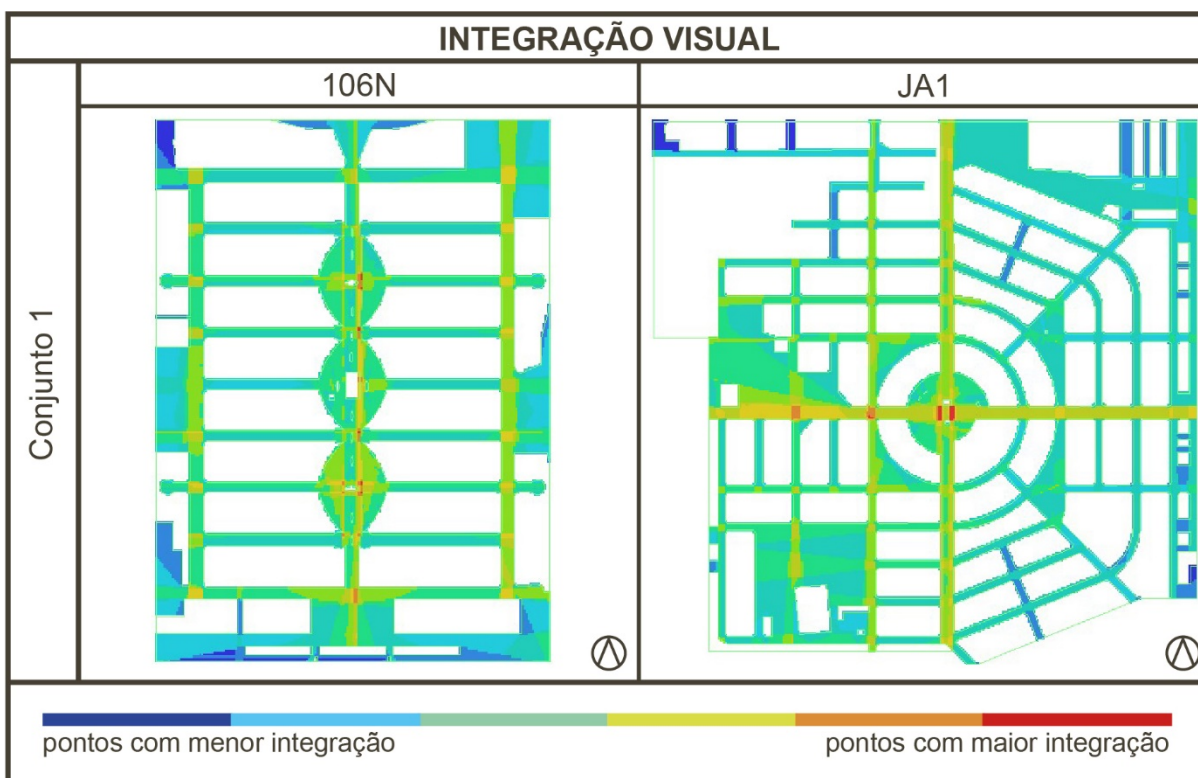 INTEGRAÇÃO VISUAL
106N
JA1
Conjunto 1
pontos com menor integração
pontos com maior integração